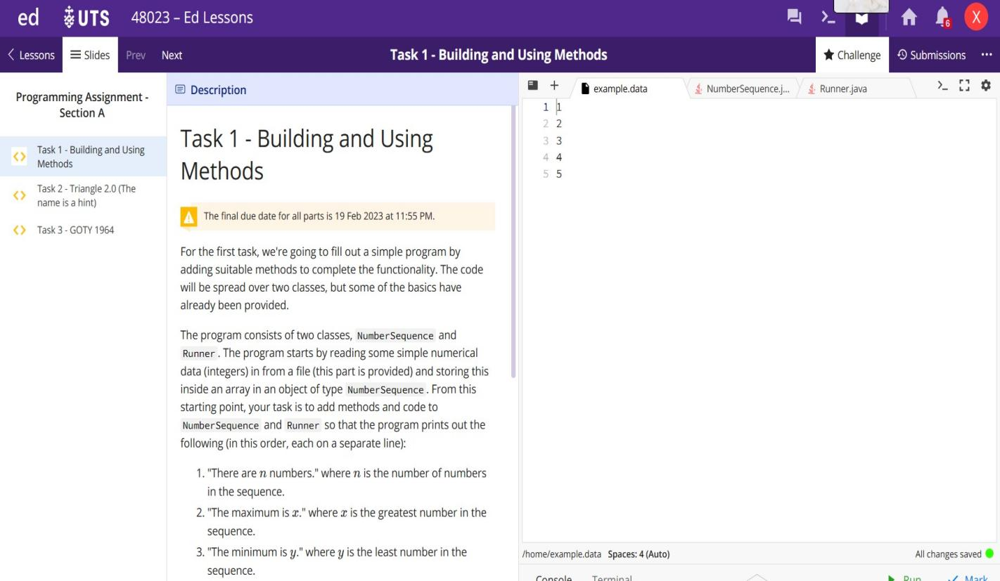 ed UTS 48023 – Ed Lessons 6 X
Lessons Slides Prev Next Task 1 - Building and Using Methods Challenge Submissions ···
Programming Assignment -
Section A
Task 1 - Building and Using
Methods
Task 2 - Triangle 2.0 (The
name is a hint)
Task 3 - GOTY 1964
Description
Task 1 - Building and Using
Methods
The final due date for all parts is 19 Feb 2023 at 11:55 PM.
For the first task, we're going to fill out a simple program by
adding suitable methods to complete the functionality. The code
will be spread over two classes, but some of the basics have
already been provided.
The program consists of two classes, NumberSequence and
Runner. The program starts by reading some simple numerical
data (integers) in from a file (this part is provided) and storing this
inside an array in an object of type NumberSequence. From this
starting point, your task is to add methods and code to
NumberSequence and Runner so that the program prints out the
following (in this order, each on a separate line):
1. "There are n numbers." where n is the number of numbers
in the sequence.
2. "The maximum is x." where x is the greatest number in the
sequence.
3. "The minimum is y." where y is the least number in the
sequence.
example.data NumberSequence.j... Runner.java
1 1
2 2
3 3
4 4
5 5
/home/example.data Spaces: 4 (Auto) All changes saved
Console Terminal Run Mark